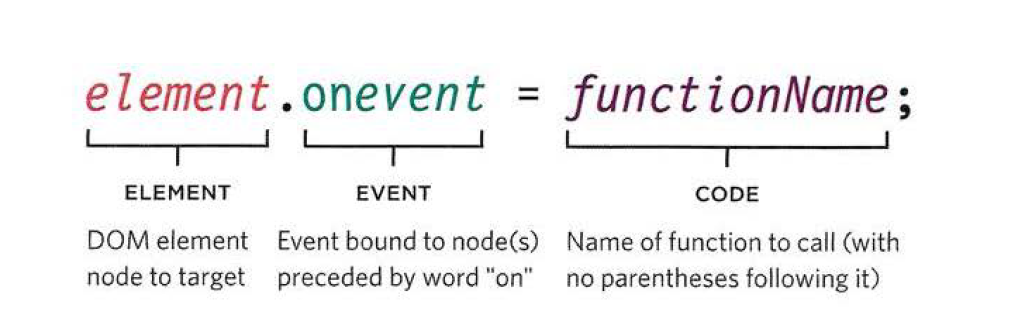 element.onevent = functionName;
ELEMENT EVENT CODE
DOM element Event bound to node(s) Name of function to call (with
node to target preceded by word "on" no parentheses following it)